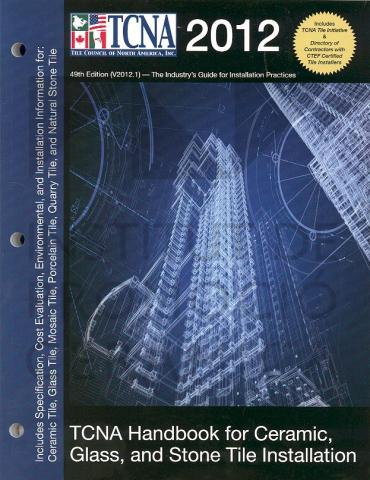 TCNA
TILE COUNCIL OF NORTH AMERICA, INC.
2012
49th Edition (V2012.1) — The Industry's Guide for Installation Practices
Includes
TCNA Tile Initiative
&
Directory of
Contractors with
CTEF Certified
Tile Installers
Includes Specification, Cost Evaluation, Environmental, and Installation Information for:
Ceramic Tile, Glass Tile, Mosaic Tile, Porcelain Tile, Quarry Tile, and Natural Stone Tile
TCNA Handbook for Ceramic,
Glass, and Stone Tile Installation